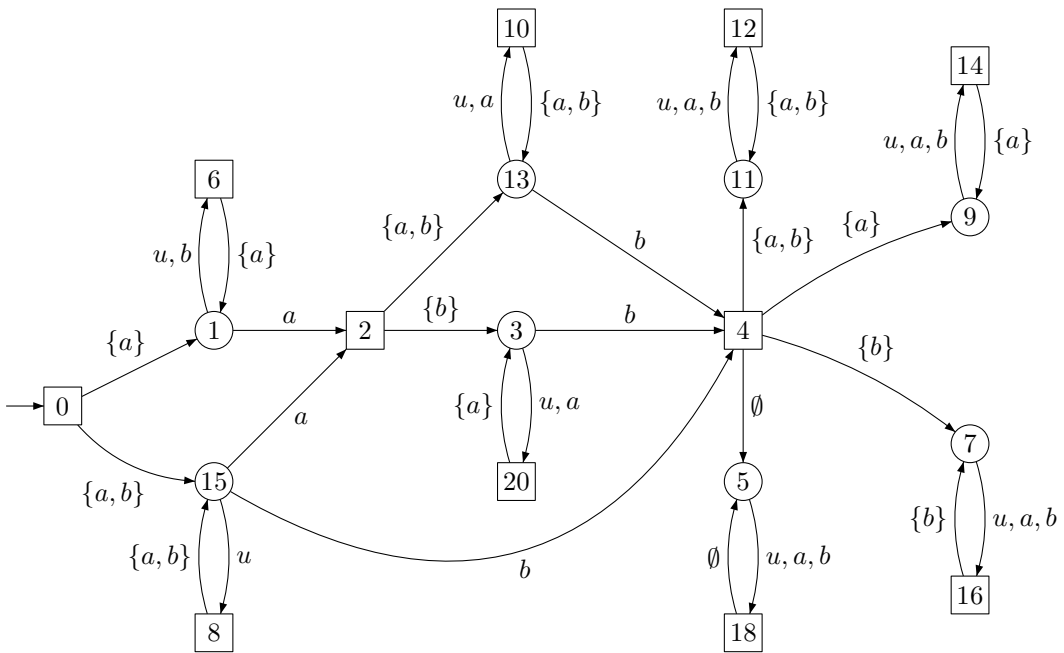 10
12
14
u, a
{a, b}
u, a, b
{a, b}
u, a, b
{a}
6
13
11
9
{a, b}
{a}
u, b
{a}
b
{a, b}
{a}
a
{b}
b
1
2
3
4
{b}
0
{a}
u, a
∅
a
7
{a, b}
15
20
5
{b}
u, a, b
{a, b}
u
b
∅
u, a, b
16
8
18